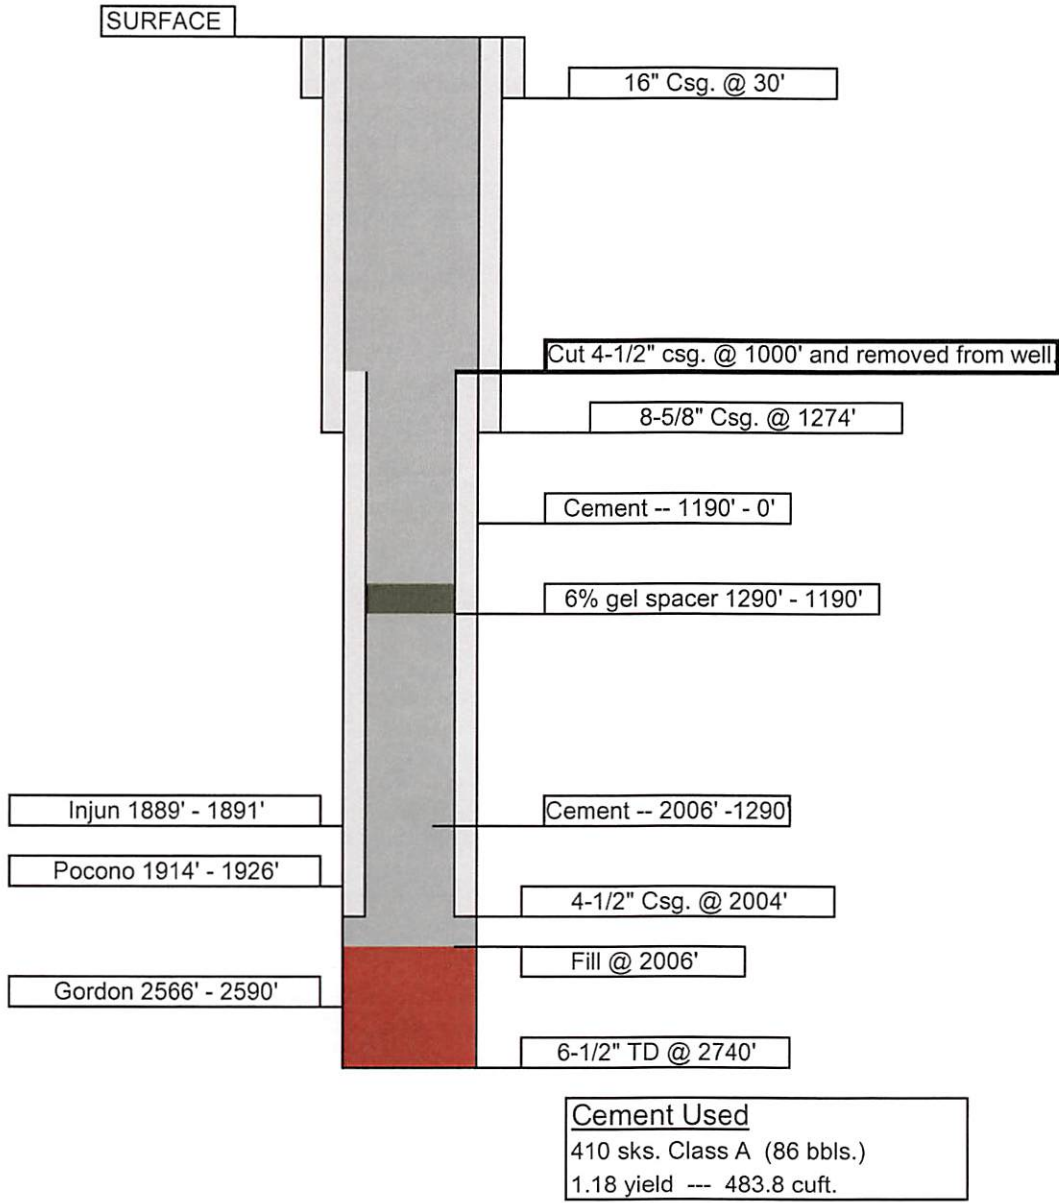 SURFACE
16" Csg. @ 30'
Cut 4-1/2" csg. @ 1000' and removed from well.
8-5/8" Csg. @ 1274'
Cement -- 1190' - 0'
6% gel spacer 1290' - 1190'
Injun 1889' - 1891'
Cement -- 2006' -1290'
Pocono 1914' - 1926'
4-1/2" Csg. @ 2004'
Fill @ 2006'
Gordon 2566' - 2590'
6-1/2" TD @ 2740'
Cement Used
410 sks. Class A (86 bbls.)
1.18 yield --- 483.8 cuft.